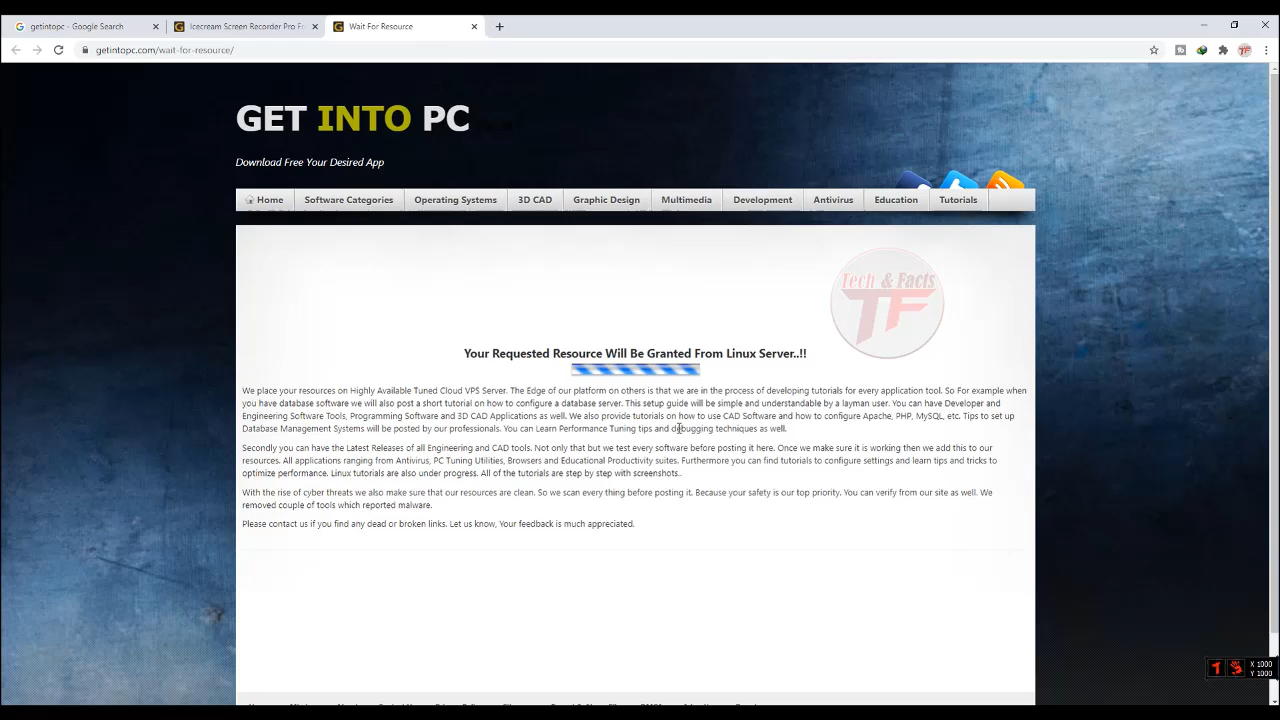 getintopc - Google Search
Icecream Screen Recorder Pro Fr
Wait For Resource
getintopc.com/wait-for-resource/
TF
GET INTO PC
Download Free Your Desired App
Home
Software Categories
Operating Systems
3D CAD
Graphic Design
Multimedia
Development
Antivirus
Education
Tutorials
Tech & Facts
TF
Your Requested Resource Will Be Granted From Linux Server..!!
We place your resources on Highly Available Tuned Cloud VPS Server. The Edge of our platform on others is that we are in the process of developing tutorials for every application tool. So For example when
you have database software we will also post a short tutorial on how to configure a database server. This setup guide will be simple and understandable by a layman user. You can have Developer and
Engineering Software Tools, Programming Software and 3D CAD Applications as well. We also provide tutorials on how to use CAD Software and how to configure Apache, PHP, MySQL, etc. Tips to set up
Database Management Systems will be posted by our professionals. You can Learn Performance Tuning tips and debugging techniques as well.
Secondly you can have the Latest Releases of all Engineering and CAD tools. Not only that but we test every software before posting it here. Once we make sure it is working then we add this to our
resources. All applications ranging from Antivirus, PC Tuning Utilities, Browsers and Educational Productivity suites. Furthermore you can find tutorials to configure settings and learn tips and tricks to
optimize performance. Linux tutorials are also under progress. All of the tutorials are step by step with screenshots..
With the rise of cyber threats we also make sure that our resources are clean. So we scan every thing before posting it. Because your safety is our top priority. You can verify from our site as well. We
removed couple of tools which reported malware.
Please contact us if you find any dead or broken links. Let us know, Your feedback is much appreciated.
X 1000
Y 1000